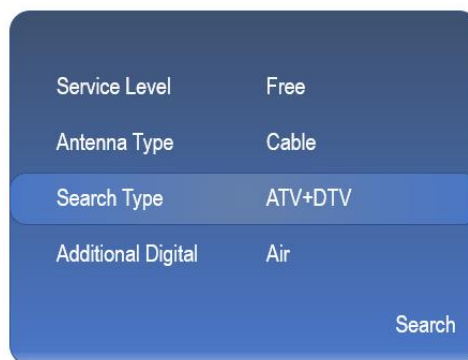 Service Level Free
Antenna Type Cable
Search Type ATV+DTV
Additional Digital Air
Search